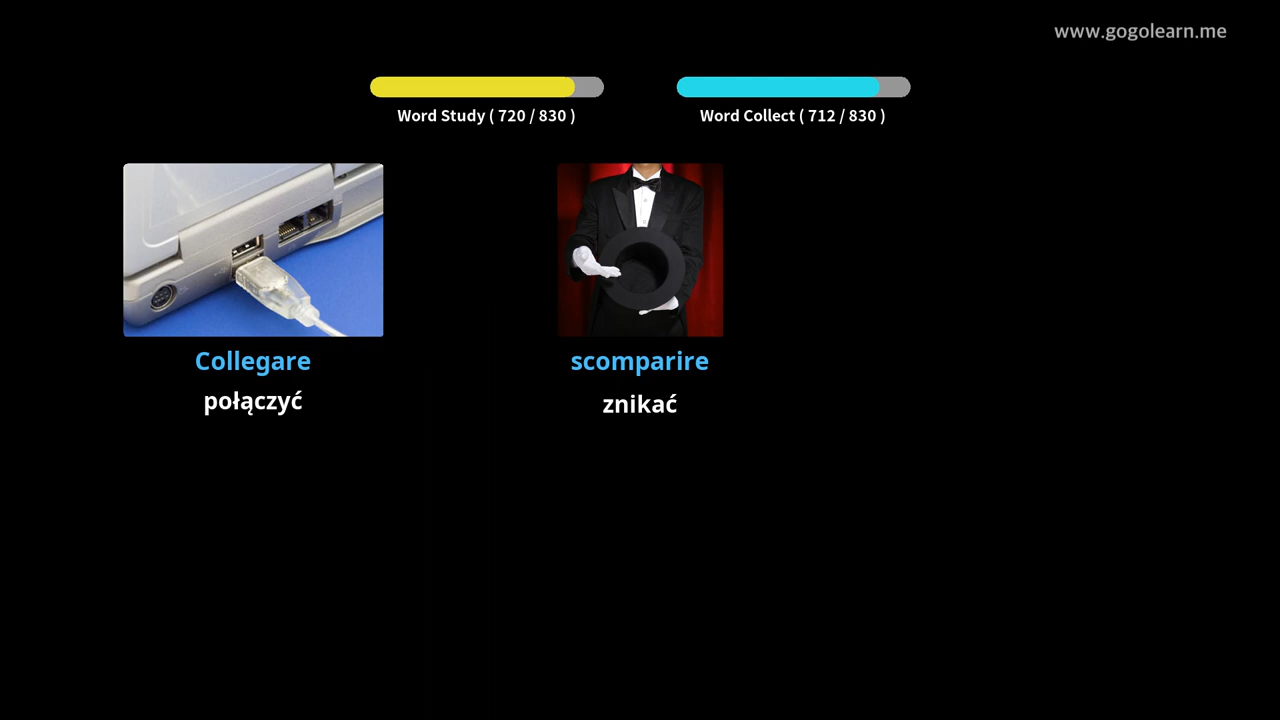 www.gogolearn.me
Word Study ( 720 / 830 )
Word Collect ( 712 / 830 )
Collegare
połączyć
scomparire
znikać